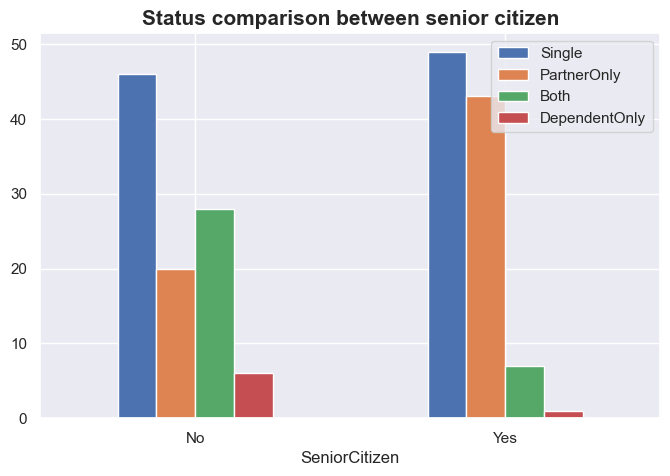 Status comparison between senior citizen
50
40
30
20
10
0
Single
PartnerOnly
Both
DependentOnly
No
Yes
SeniorCitizen